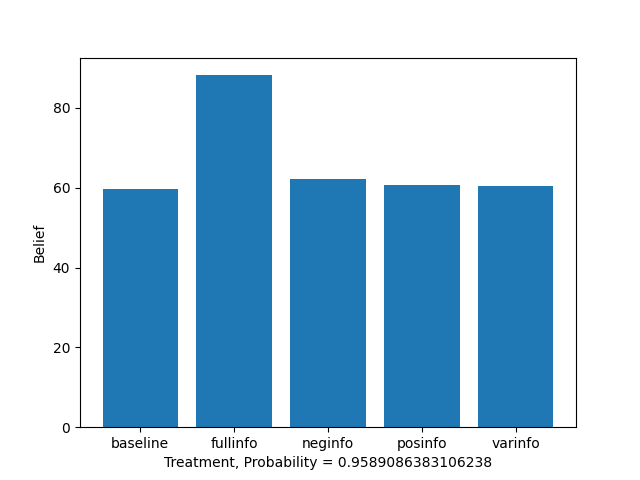 80
60
40
20
0
Belief
baseline fullinfo neginfo posinfo varinfo
Treatment, Probability = 0.9589086383106238